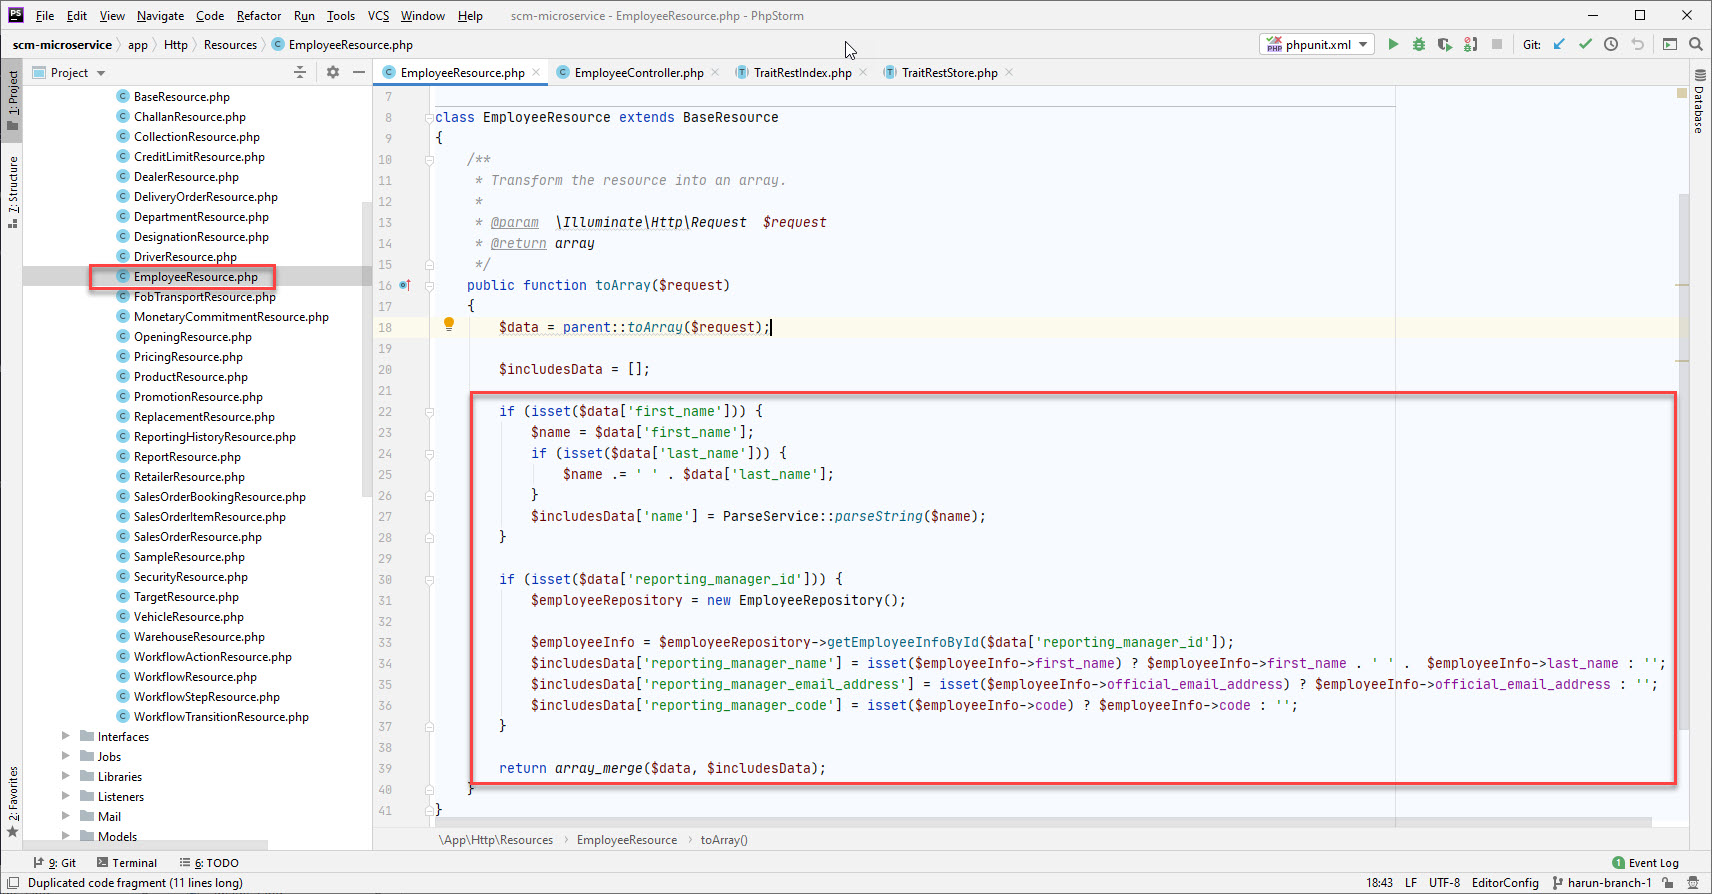 PS File Edit View Navigate Code Refactor Run Tools VCS Window Help scm-microservice - EmployeeResource.php - PhpStorm
scm-microservice app Http Resources C EmployeeResource.php PHP phpunit.xml Git:
1: Project
7: Structure
2: Favorites
Project
C BaseResource.php
C ChallanResource.php
C CollectionResource.php
C CreditLimitResource.php
C DealerResource.php
C DeliveryOrderResource.php
C DepartmentResource.php
C DesignationResource.php
C DriverResource.php
C EmployeeResource.php
C FobTransportResource.php
C MonetaryCommitmentResource.php
C OpeningResource.php
C PricingResource.php
C ProductResource.php
C PromotionResource.php
C ReplacementResource.php
C ReportingHistoryResource.php
C ReportResource.php
C RetailerResource.php
C SalesOrderBookingResource.php
C SalesOrderItemResource.php
C SalesOrderResource.php
C SampleResource.php
C SecurityResource.php
C TargetResource.php
C VehicleResource.php
C WarehouseResource.php
C WorkflowActionResource.php
C WorkflowResource.php
C WorkflowStepResource.php
C WorkflowTransitionResource.php
Interfaces
Jobs
Libraries
Listeners
Mail
Models
C EmployeeResource.php C EmployeeController.php T TraitRestIndex.php T TraitRestStore.php
7
8 class EmployeeResource extends BaseResource
9 {
10 /**
11 * Transform the resource into an array.
12 *
13 * @param \Illuminate\Http\Request $request
14 * @return array
15 */
16 public function toArray($request)
17 {
18 $data = parent::toArray($request);
19
20 $includesData = [];
21
22 if (isset($data['first_name'])) {
23 $name = $data['first_name'];
24 if (isset($data['last_name'])) {
25 $name .= ' ' . $data['last_name'];
26 }
27 $includesData['name'] = ParseService::parseString($name);
28 }
29
30 if (isset($data['reporting_manager_id'])) {
31 $employeeRepository = new EmployeeRepository();
32
33 $employeeInfo = $employeeRepository->getEmployeeInfoById($data['reporting_manager_id']);
34 $includesData['reporting_manager_name'] = isset($employeeInfo->first_name) ? $employeeInfo->first_name . ' ' .  $employeeInfo->last_name : '';
35 $includesData['reporting_manager_email_address'] = isset($employeeInfo->official_email_address) ? $employeeInfo->official_email_address : '';
36 $includesData['reporting_manager_code'] = isset($employeeInfo->code) ? $employeeInfo->code : '';
37 }
38
39 return array_merge($data, $includesData);
40 }
41 }
Database
\App\Http\Resources EmployeeResource toArray()
9: Git Terminal 6: TODO 1 Event Log
Duplicated code fragment (11 lines long) 18:43 LF UTF-8 EditorConfig harun-branch-1